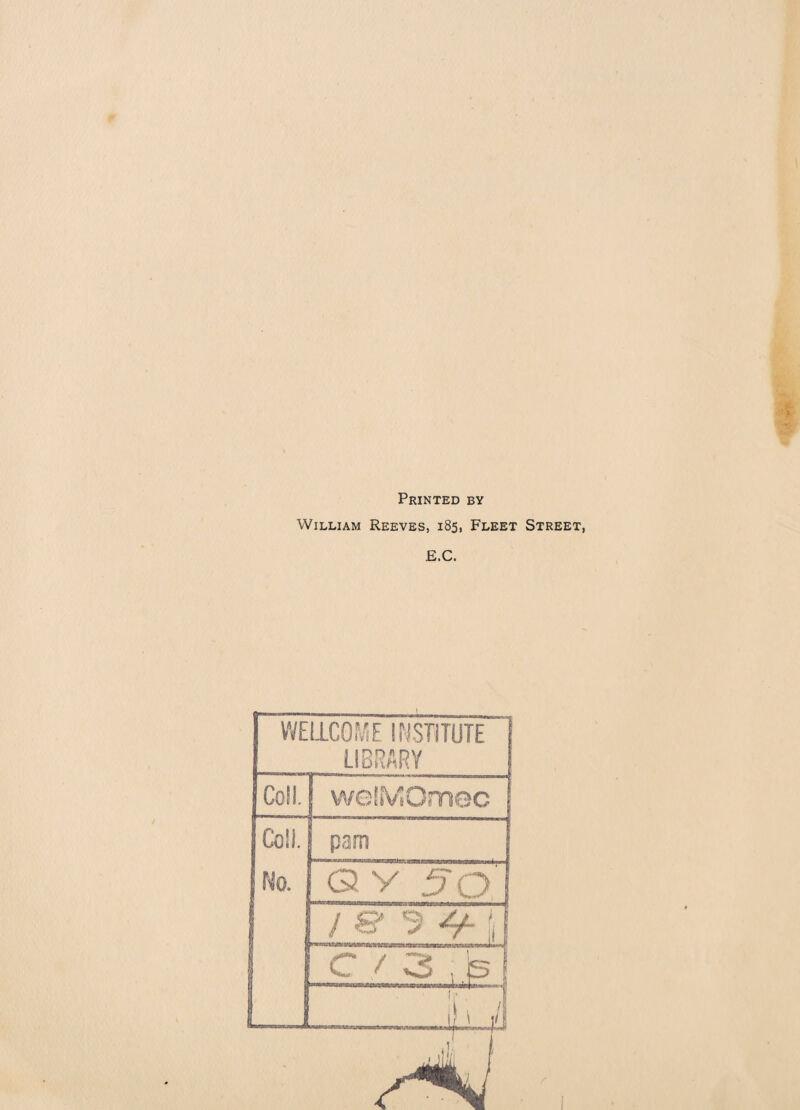 PRINTED BY
WILLIAM REEVES, 185, FLEET STREET,
E.C.
WELLCOME INSTITUTE
LIBRARY
Coll. welMOmec
Coll. pam
No. QY 50
1894
C13s